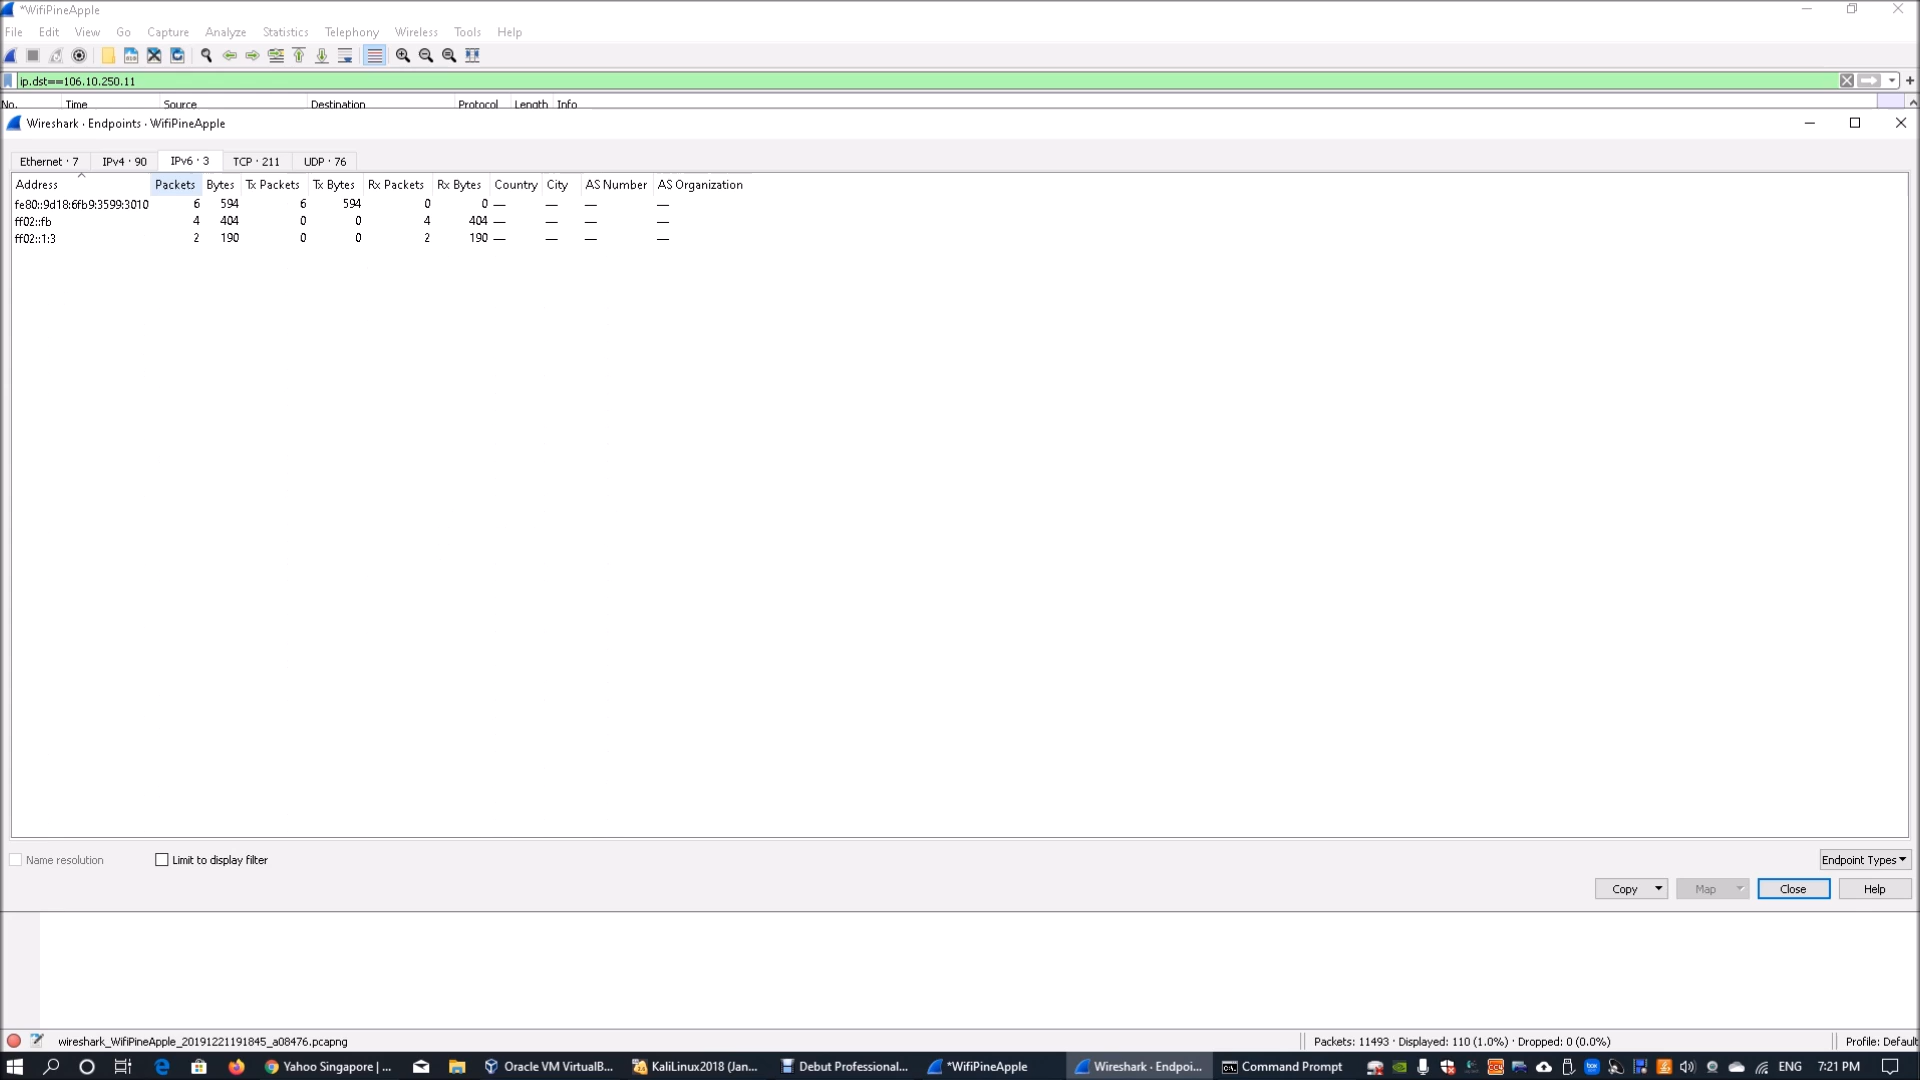 *WifiPineApple
File Edit View Go Capture Analyze Statistics Telephony Wireless Tools Help
ip.dst==106.10.250.11
No. Time Source Destination Protocol Length Info
Wireshark · Endpoints · WifiPineApple
Ethernet · 7 IPv4 · 90 IPv6 · 3 TCP · 211 UDP · 76
Address Packets Bytes Tx Packets Tx Bytes Rx Packets Rx Bytes Country City AS Number AS Organization
fe80::9d18:6fb9:3599:3010 6 594 6 594 0 0 — — — —
ff02::fb 4 404 0 0 4 404 — — — —
ff02::1:3 2 190 0 0 2 190 — — — —
Name resolution Limit to display filter Endpoint Types
Copy Map Close Help
wireshark_WifiPineApple_20191221191845_a08476.pcapng Packets: 11493 · Displayed: 110 (1.0%) · Dropped: 0 (0.0%) Profile: Default
Yahoo Singapore | ... Oracle VM VirtualB... KaliLinux2018 (Jan... Debut Professional... *WifiPineApple Wireshark · Endpoi... Command Prompt ENG 7:21 PM